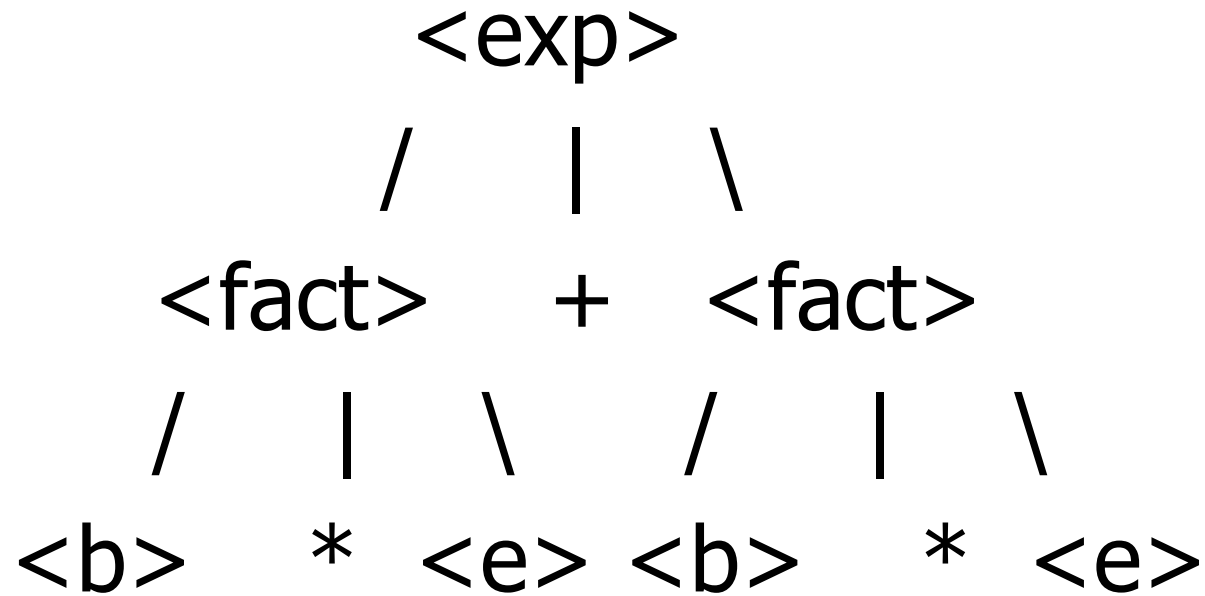 <exp>
/ | \
<fact> + <fact>
/ | \ / | \
<b> * <e> <b> * <e>